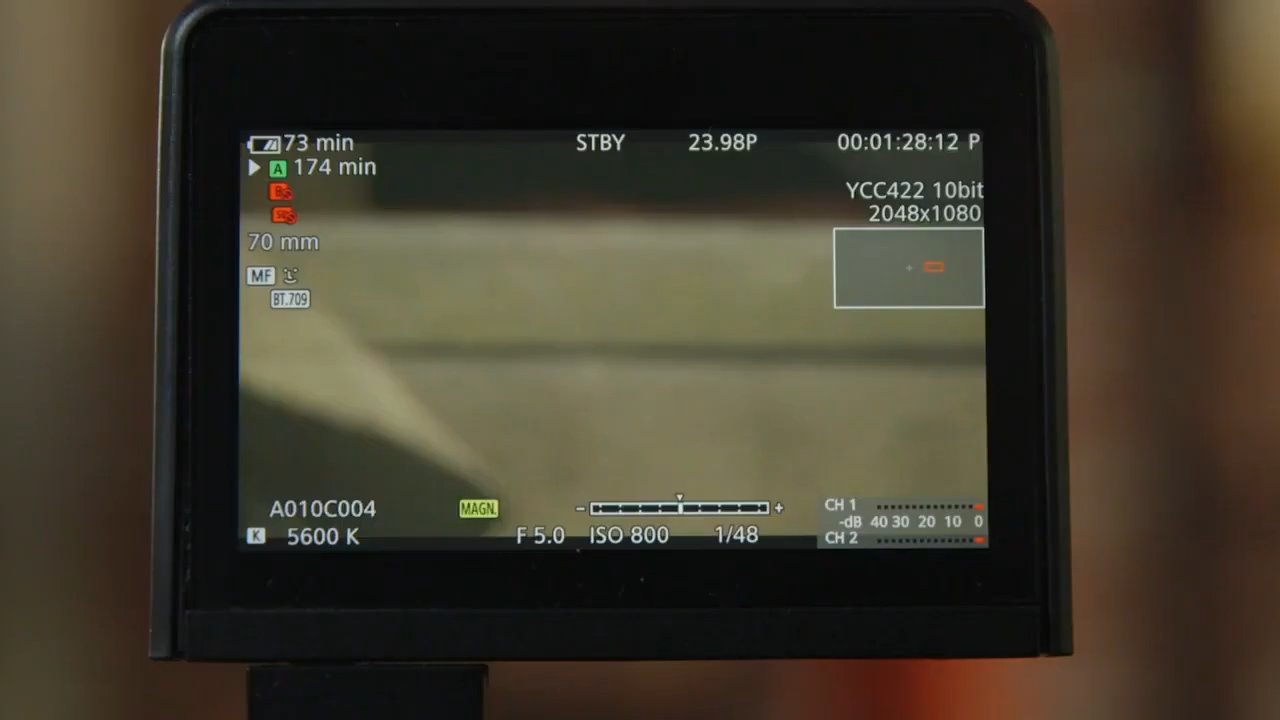 73 min STBY 23.98P 00:01:28:12 P
A 174 min
YCC422 10bit
2048x1080
70 mm
MF
BT.709
A010C004 MAGN. - + CH 1
-dB 40 30 20 10 0
K 5600 K F 5.0 ISO 800 1/48 CH 2